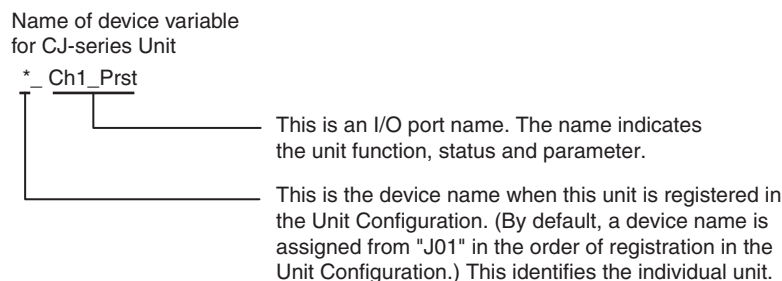 Name of device variable
for CJ-series Unit
*_ Ch1_Prst
This is an I/O port name. The name indicates
the unit function, status and parameter.
This is the device name when this unit is registered in
the Unit Configuration. (By default, a device name is
assigned from "J01" in the order of registration in the
Unit Configuration.) This identifies the individual unit.